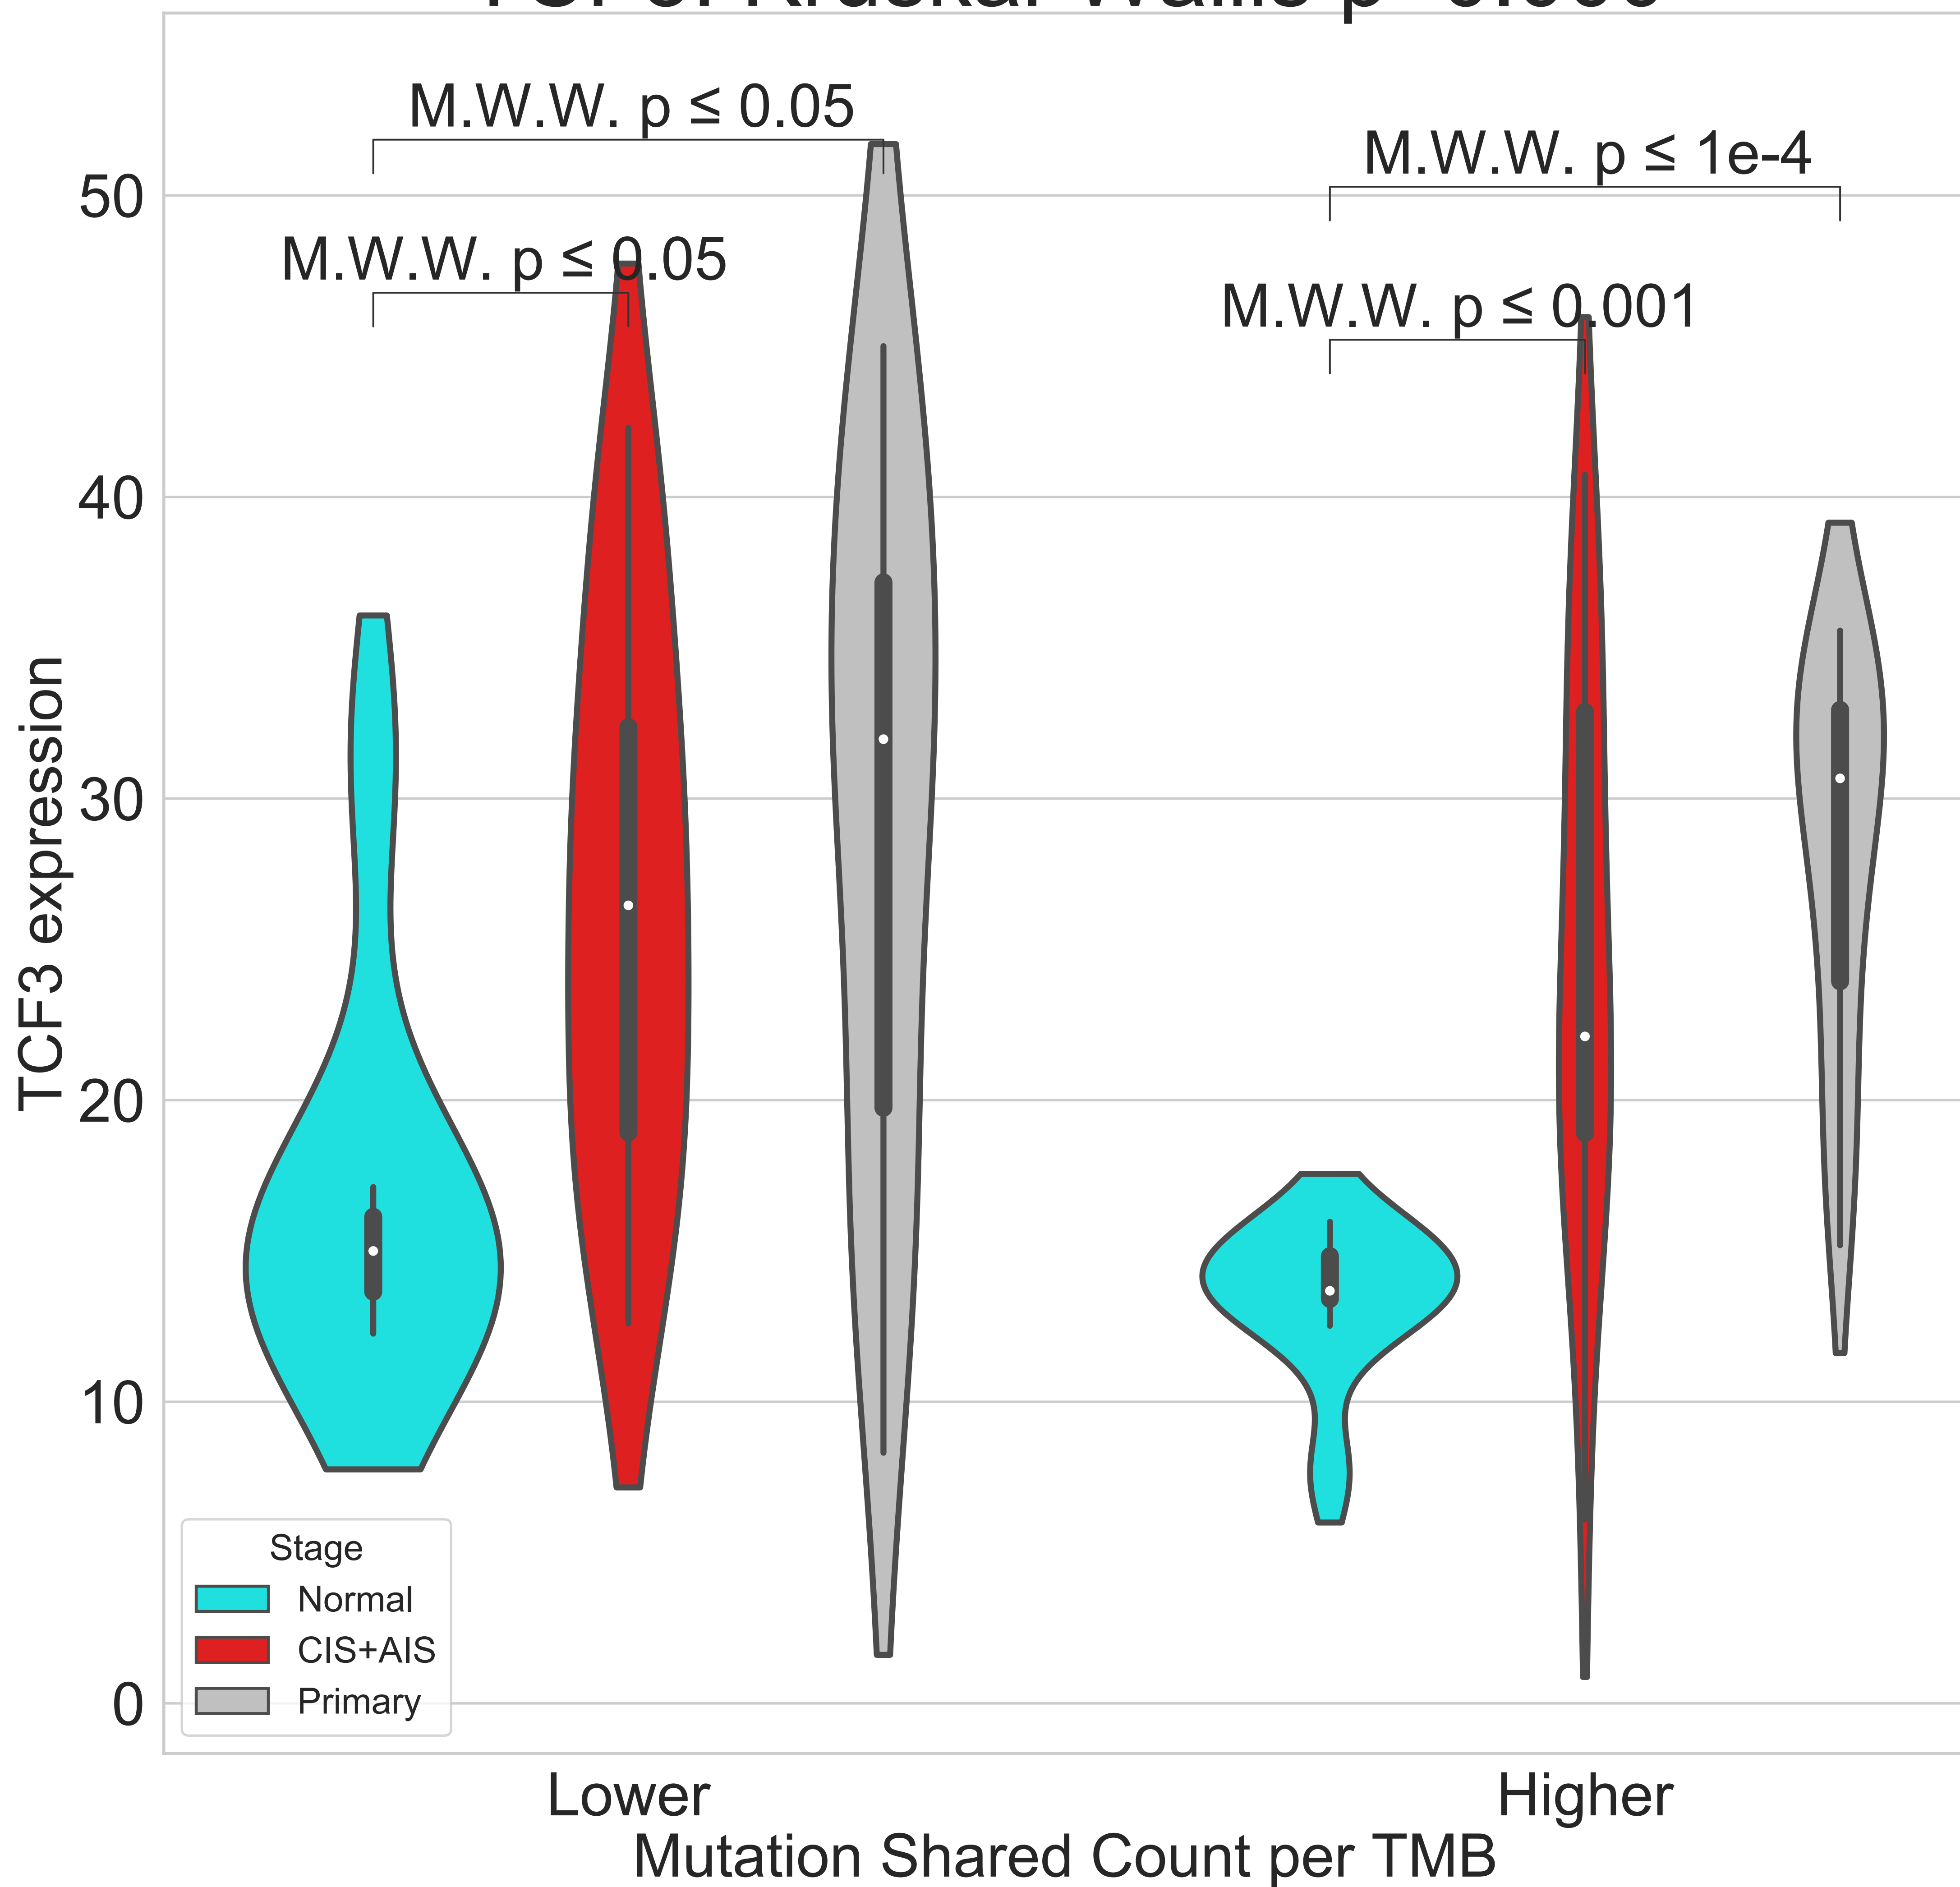 M.W.W. p ≤ 0.05
M.W.W. p ≤ 1e-4
M.W.W. p ≤ 0.05
M.W.W. p ≤ 0.001
50
40
30
20
10
0
TCF3 expression
Stage
Normal
CIS+AIS
Primary
Lower
Higher
Mutation Shared Count per TMB